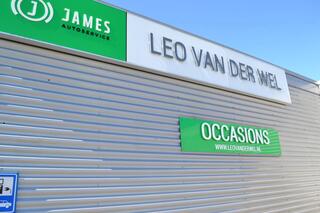 JAMES
AUTOSERVICE
LEO VAN DER WEL
OCCASIONS
WWW.LEOVANDERWEL.NL